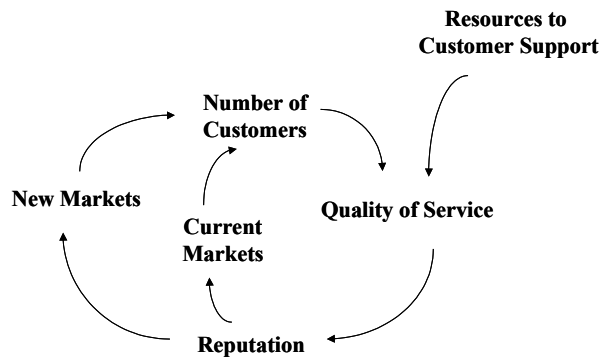 Resources to
Customer Support
Number of
Customers
New Markets
Quality of Service
Current
Markets
Reputation